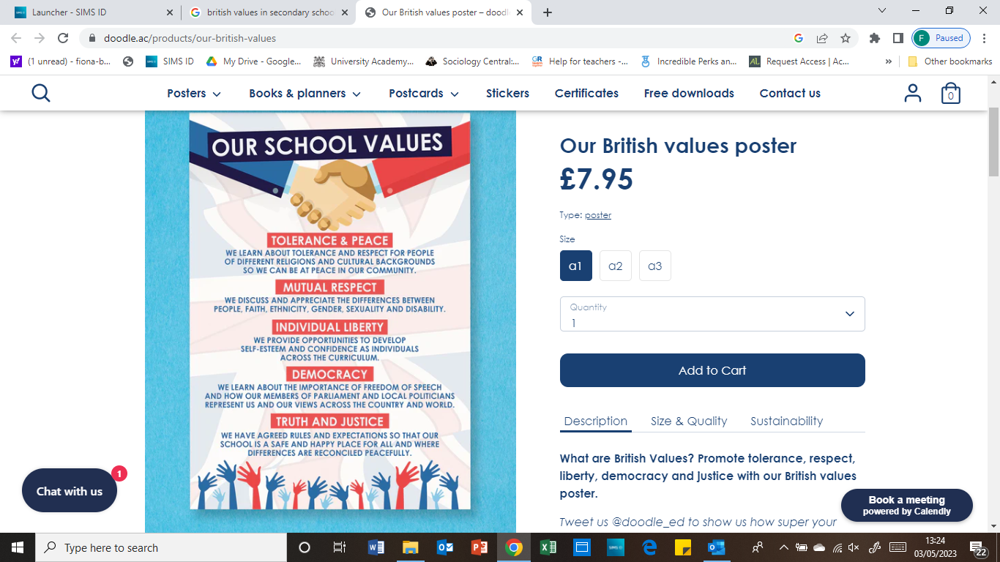 Launcher - SIMS ID
british values in secondary schoo
Our British values poster – doodl
doodle.ac/products/our-british-values
F Paused
(1 unread) - fiona-b...
SIMS ID
My Drive - Google...
University Academy...
Sociology Central:...
Help for teachers -...
Incredible Perks an...
Request Access | Ac...
»
Other bookmarks
Posters
Books & planners
Postcards
Stickers
Certificates
Free downloads
Contact us
0
OUR SCHOOL VALUES
TOLERANCE & PEACE
WE LEARN ABOUT TOLERANCE AND RESPECT FOR PEOPLE
OF DIFFERENT RELIGIONS AND CULTURAL BACKGROUNDS
SO WE CAN BE AT PEACE IN OUR COMMUNITY.
MUTUAL RESPECT
WE DISCUSS AND APPRECIATE THE DIFFERENCES BETWEEN
PEOPLE, FAITH, ETHNICITY, GENDER, SEXUALITY AND DISABILITY.
INDIVIDUAL LIBERTY
WE PROVIDE OPPORTUNITIES TO DEVELOP
SELF-ESTEEM AND CONFIDENCE AS INDIVIDUALS
ACROSS THE CURRICULUM.
DEMOCRACY
WE LEARN ABOUT THE IMPORTANCE OF FREEDOM OF SPEECH
AND HOW OUR MEMBERS OF PARLIAMENT AND LOCAL POLITICIANS
REPRESENT US AND OUR VIEWS ACROSS THE COUNTRY AND WORLD.
TRUTH AND JUSTICE
WE HAVE AGREED RULES AND EXPECTATIONS SO THAT OUR
SCHOOL IS A SAFE AND HAPPY PLACE FOR ALL AND WHERE
DIFFERENCES ARE RECONCILED PEACEFULLY.
Our British values poster
£7.95
Type: poster
Size
a1
a2
a3
Quantity
1
Add to Cart
Description
Size & Quality
Sustainability
What are British Values? Promote tolerance, respect,
liberty, democracy and justice with our British values
poster.
Tweet us @doodle_ed to show us how super your
Chat with us
1
Book a meeting
powered by Calendly
Type here to search
13:24
03/05/2023
22